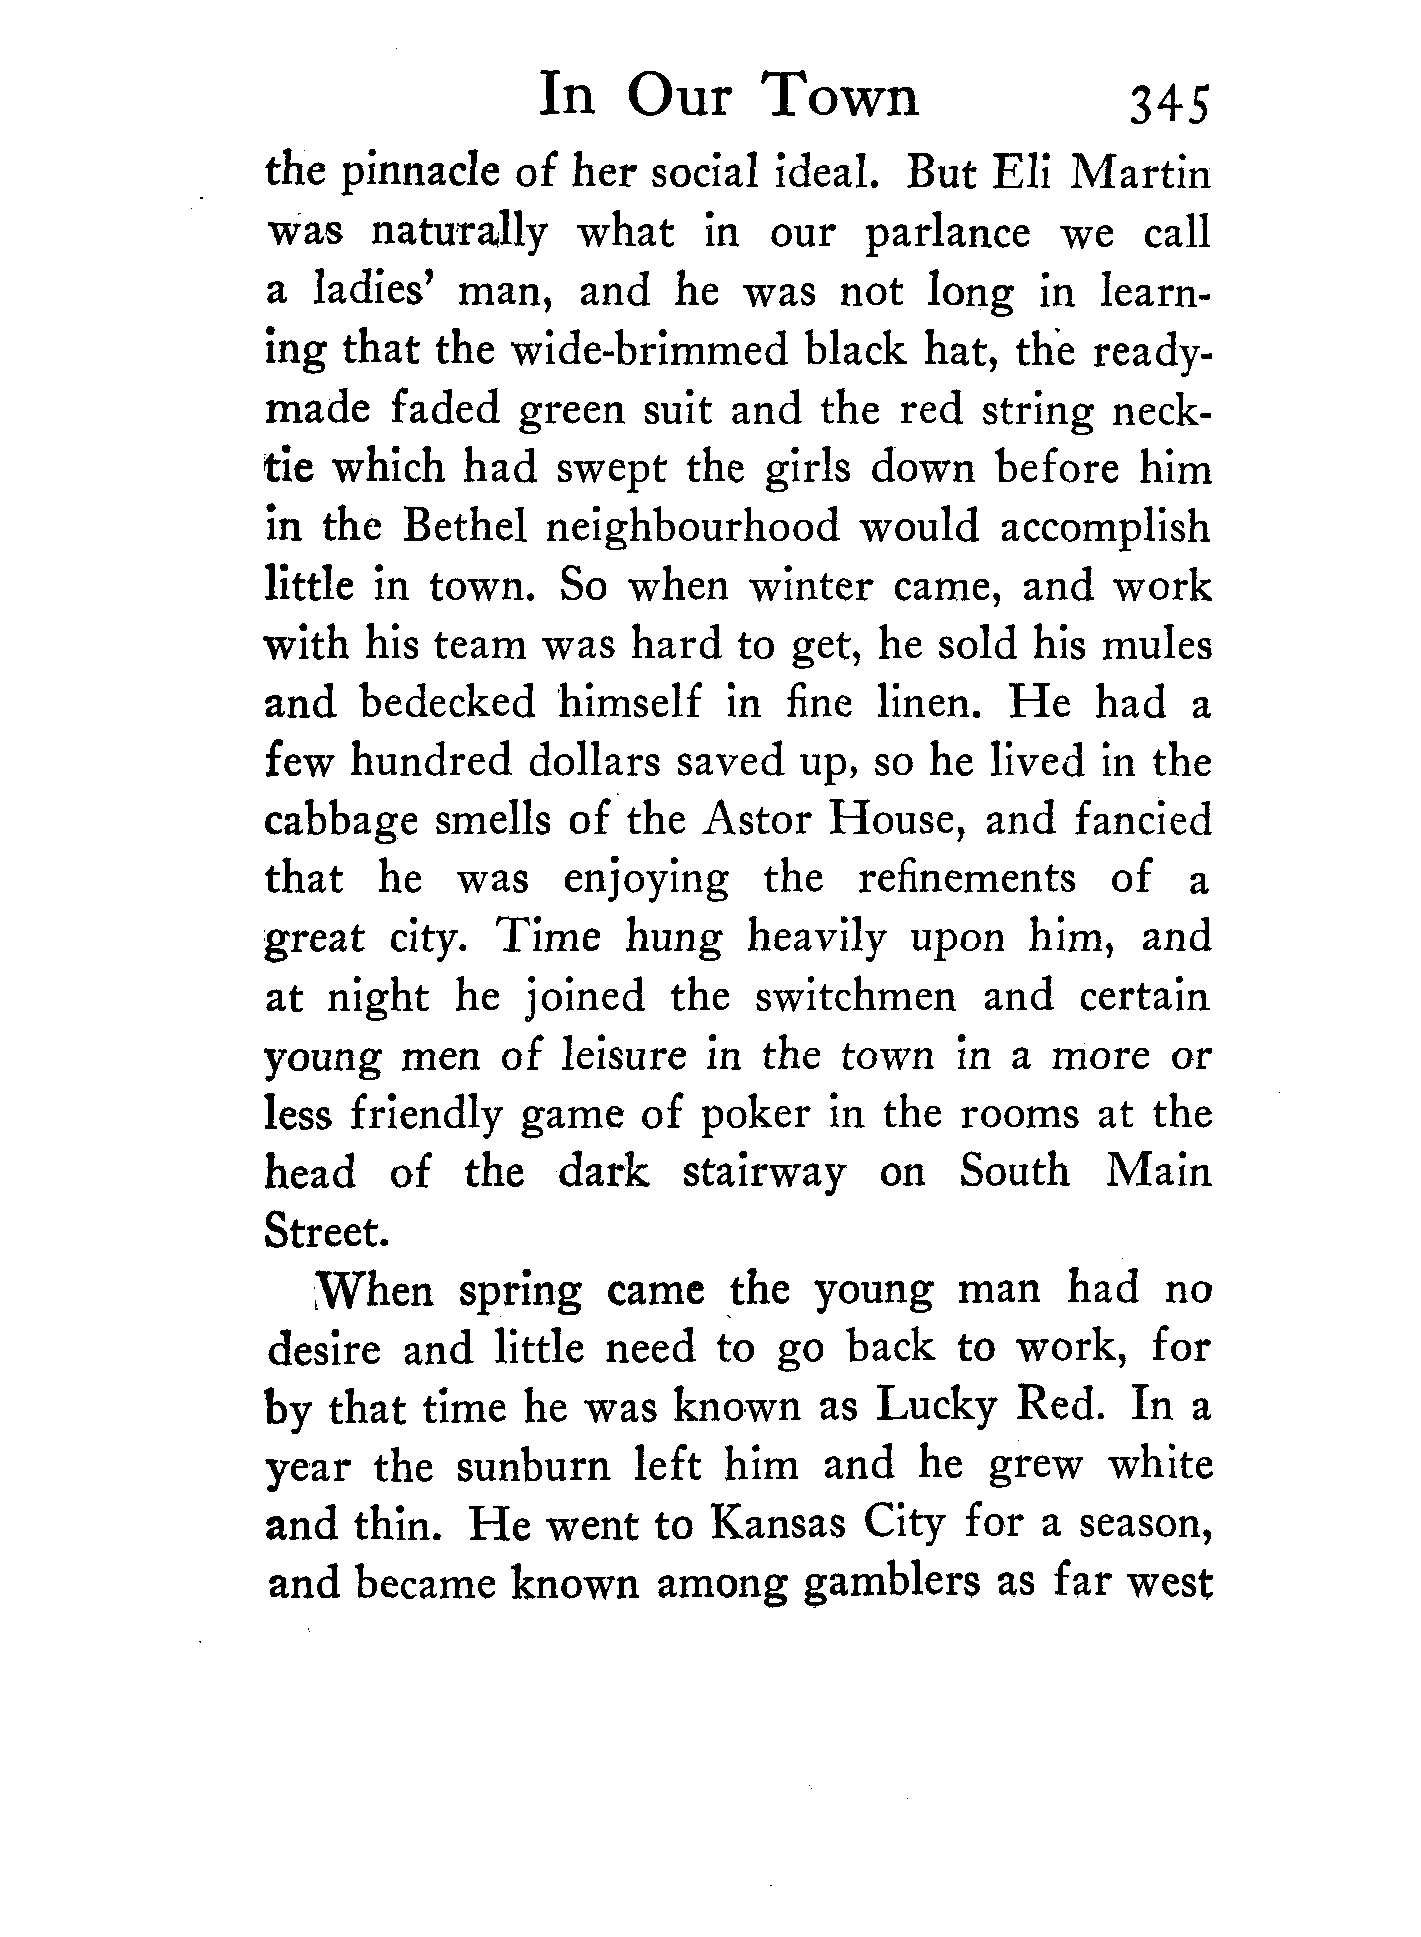 In Our Town 345
the pinnacle of her social ideal. But Eli Martin
was naturally what in our parlance we call
a ladies' man, and he was not long in learn-
ing that the wide-brimmed black hat, the ready-
made faded green suit and the red string neck-
tie which had swept the girls down before him
in the Bethel neighbourhood would accomplish
little in town. So when winter came, and work
with his team was hard to get, he sold his mules
and bedecked himself in fine linen. He had a
few hundred dollars saved up, so he lived in the
cabbage smells of the Astor House, and fancied
that he was enjoying the refinements of a
great city. Time hung heavily upon him, and
at night he joined the switchmen and certain
young men of leisure in the town in a more or
less friendly game of poker in the rooms at the
head of the dark stairway on South Main
Street.
When spring came the young man had no
desire and little need to go back to work, for
by that time he was known as Lucky Red. In a
year the sunburn left him and he grew white
and thin. He went to Kansas City for a season,
and became known among gamblers as far west